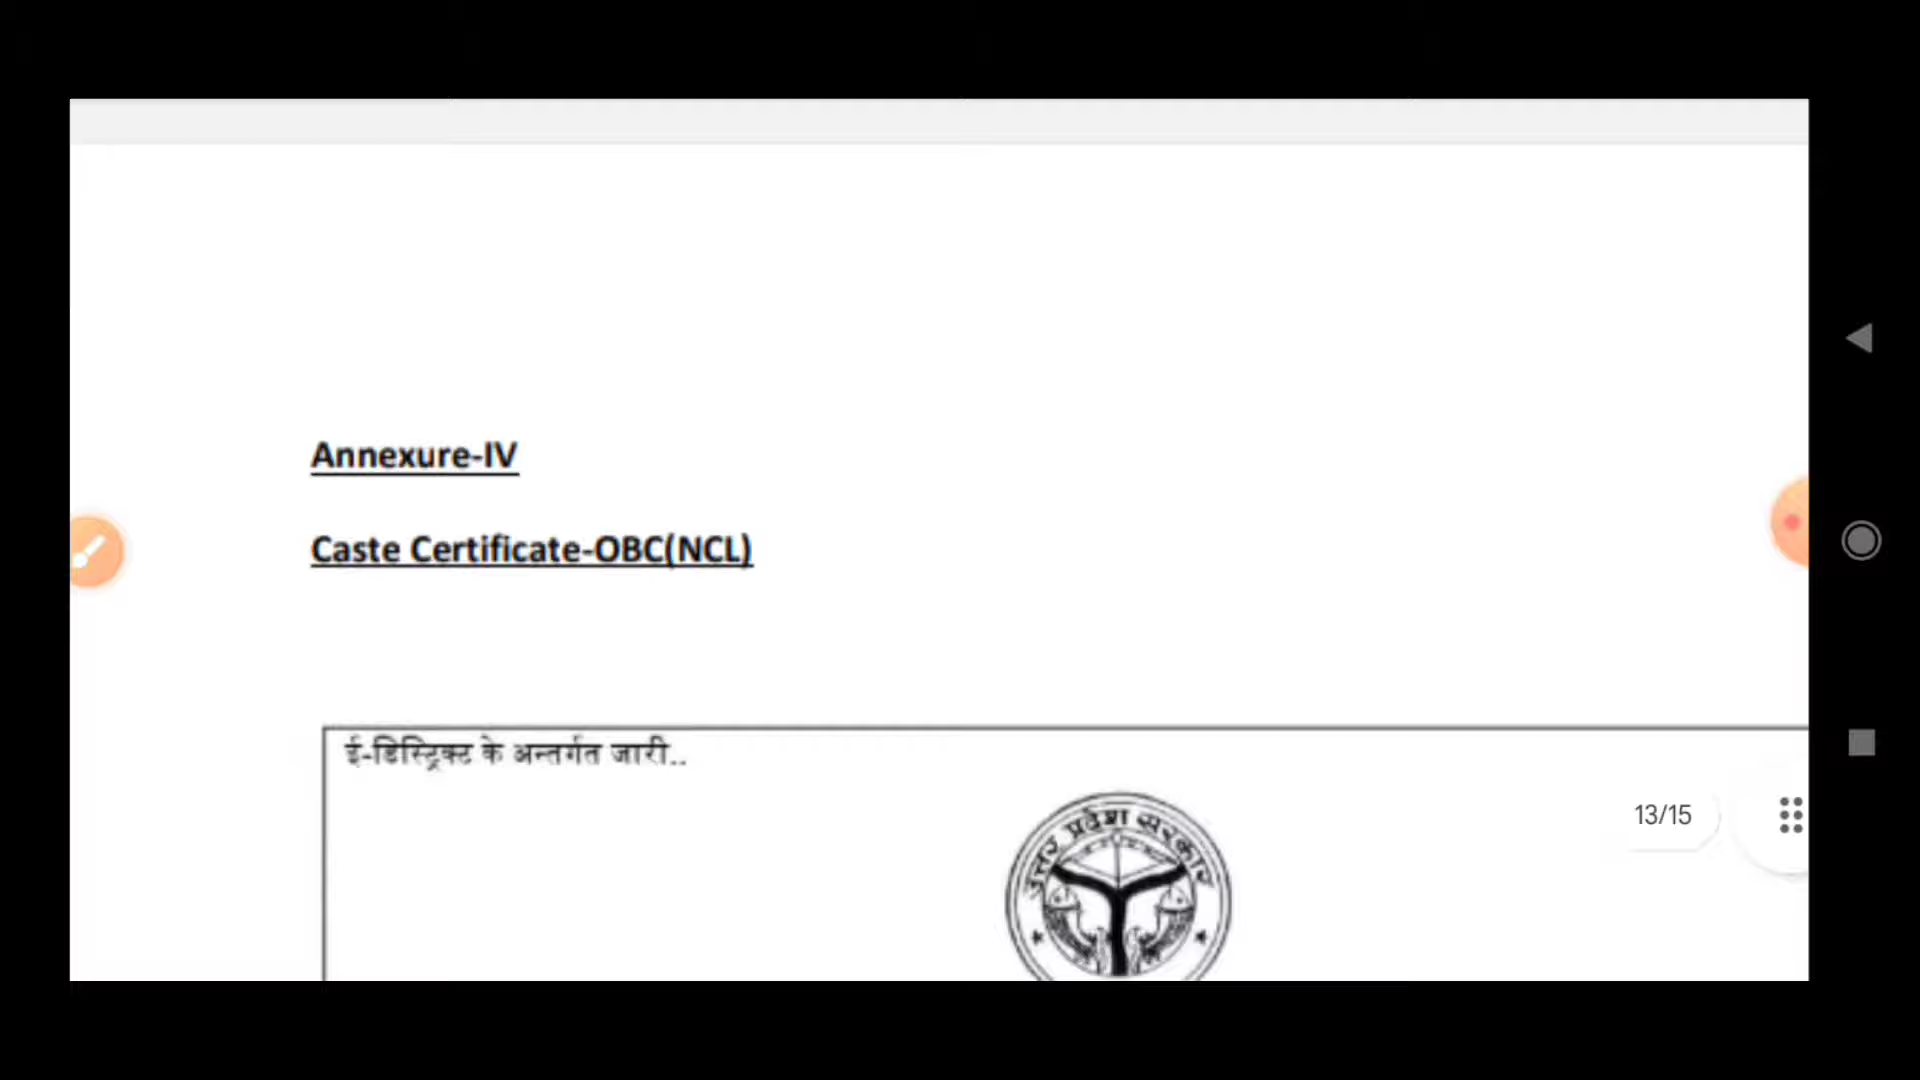 Annexure-IV
Caste Certificate-OBC(NCL)
ई-डिस्ट्रिक्ट के अन्तर्गत जारी..
उत्तर प्रदेश सरकार
13/15